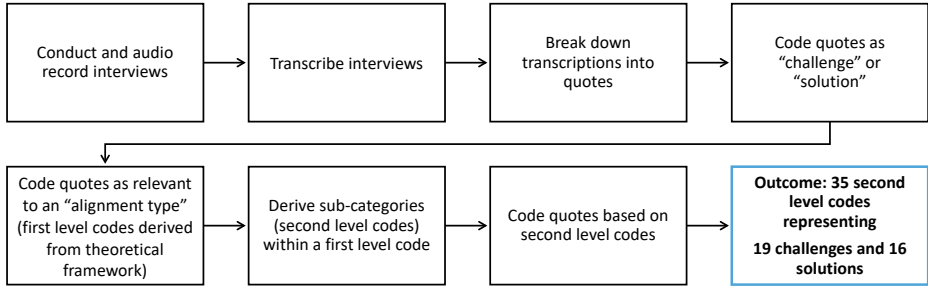 Conduct and audio
record interviews
Transcribe interviews
Break down
transcriptions into
quotes
Code quotes as
“challenge” or
“solution”
Code quotes as relevant
to an “alignment type”
(first level codes derived
from theoretical
framework)
Derive sub-categories
(second level codes)
within a first level code
Code quotes based on
second level codes
Outcome: 35 second
level codes
representing
19 challenges and 16
solutions